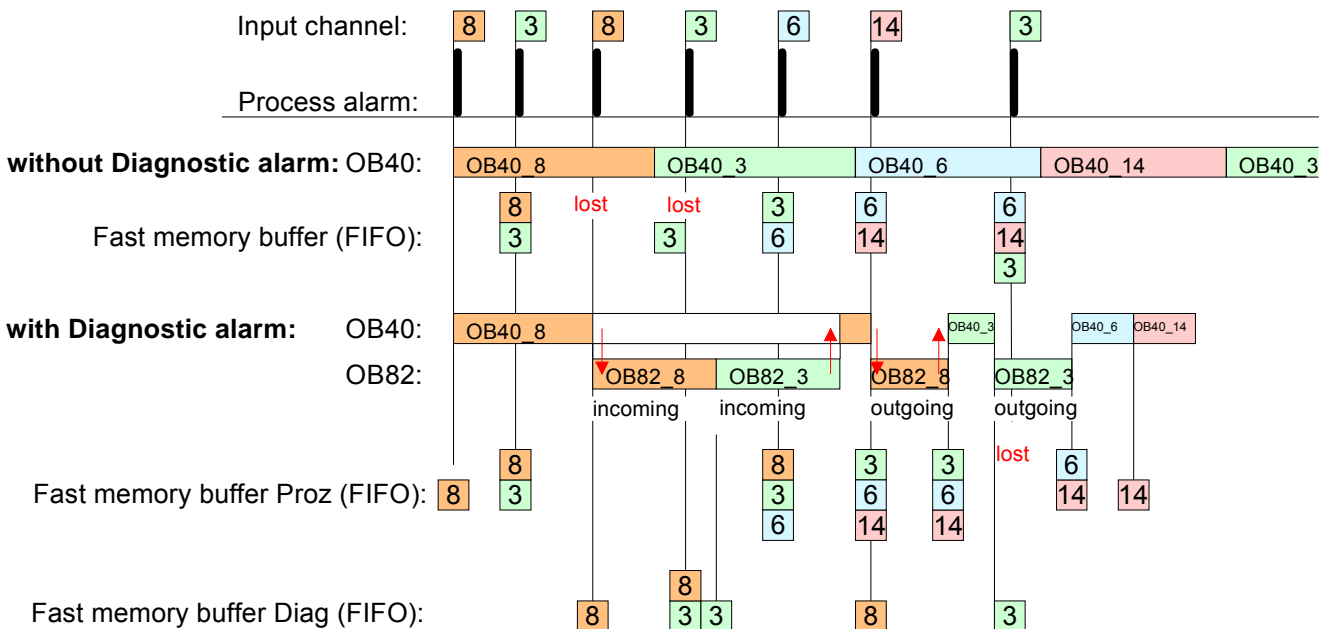 Input channel: 8 3 8 3 6 14 3
Process alarm:
without Diagnostic alarm: OB40: OB40_8 OB40_3 OB40_6 OB40_14 OB40_3
8 lost lost 3 6 6
Fast memory buffer (FIFO): 3 3 6 14 14
3
with Diagnostic alarm: OB40: OB40_8 OB40_3 OB40_6 OB40_14
OB82: OB82_8 OB82_3 OB82_8 OB82_3
incoming incoming outgoing outgoing
8 8 3 3 lost 6
Fast memory buffer Proz (FIFO): 8 3 3 6 6 14 14
6 14 14
8
Fast memory buffer Diag (FIFO): 8 3 3 8 3